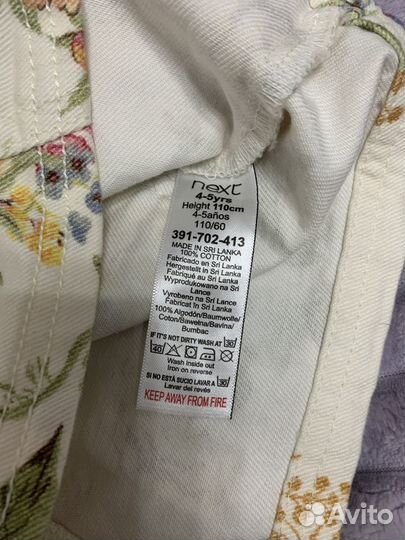 next
4-5yrs
Height 110cm
4-5años
110/60
391-702-413
MADE IN SRI LANKA
100% COTTON
Fabricado en Sri Lanka
Hergestellt in Sri Lanka
Fabriqué au Sri Lanka
Wyprodukowano na Sri
Lance
Vyrobeno na Srí Lance
Fabricat în Sri Lanka
100% Algodón/Baumwolle/
Coton/Bawełna/Bavlna/
Bumbac
IF IT'S NOT DIRTY WASH AT 30
40
Wash inside out
Iron on reverse
SI NO ESTÁ SUCIO LAVAR A 30
Lavar del revés
KEEP AWAY FROM FIRE
Avito